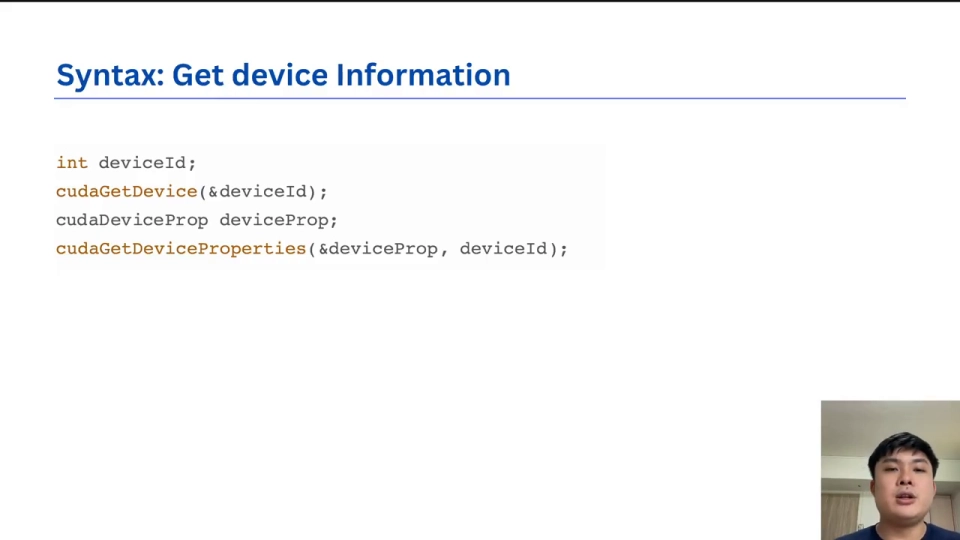 Syntax: Get device Information
int deviceId;
cudaGetDevice(&deviceId);
cudaDeviceProp deviceProp;
cudaGetDeviceProperties(&deviceProp, deviceId);